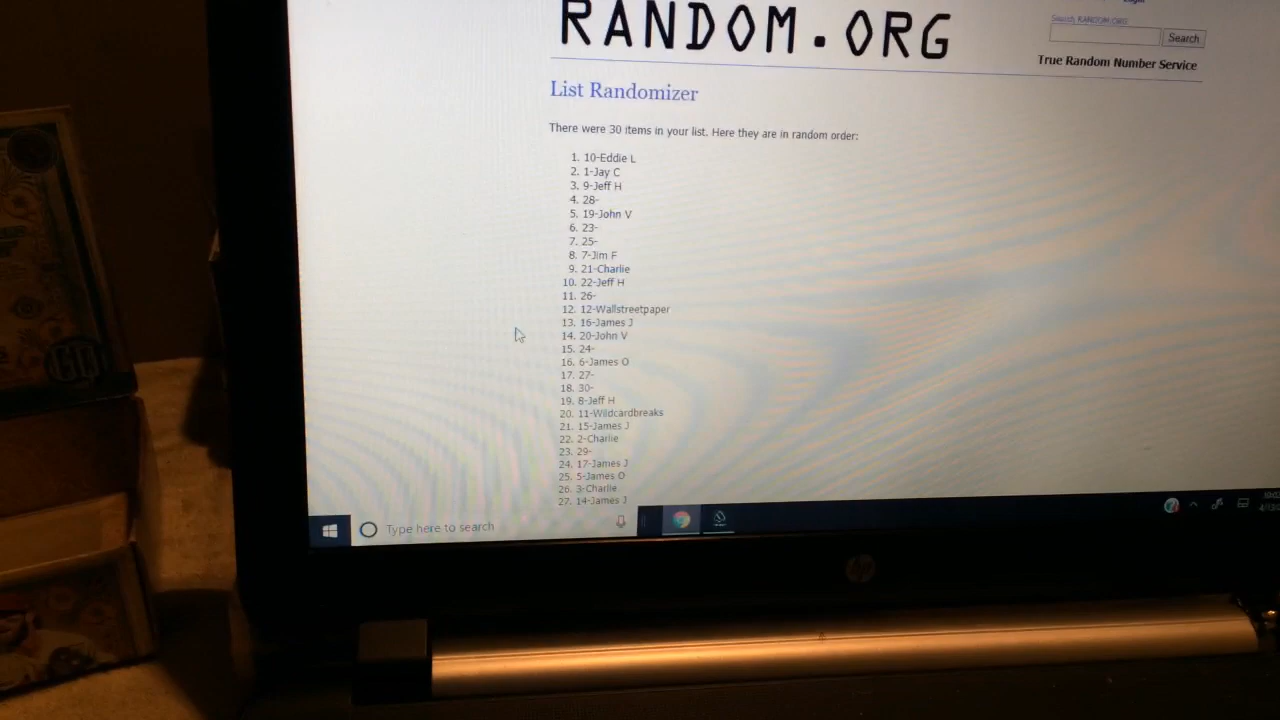 RANDOM.ORG
Search RANDOM.ORG
Search
True Random Number Service
List Randomizer
There were 30 items in your list. Here they are in random order:
1. 10-Eddie L
2. 1-Jay C
3. 9-Jeff H
4. 28-
5. 19-John V
6. 23-
7. 25-
8. 7-Jim F
9. 21-Charlie
10. 22-Jeff H
11. 26-
12. 12-Wallstreetpaper
13. 16-James J
14. 20-John V
15. 24-
16. 6-James O
17. 27-
18. 30-
19. 8-Jeff H
20. 11-Wildcardbreaks
21. 15-James J
22. 2-Charlie
23. 29-
24. 17-James J
25. 5-James O
26. 3-Charlie
27. 14-James J
Type here to search
hp